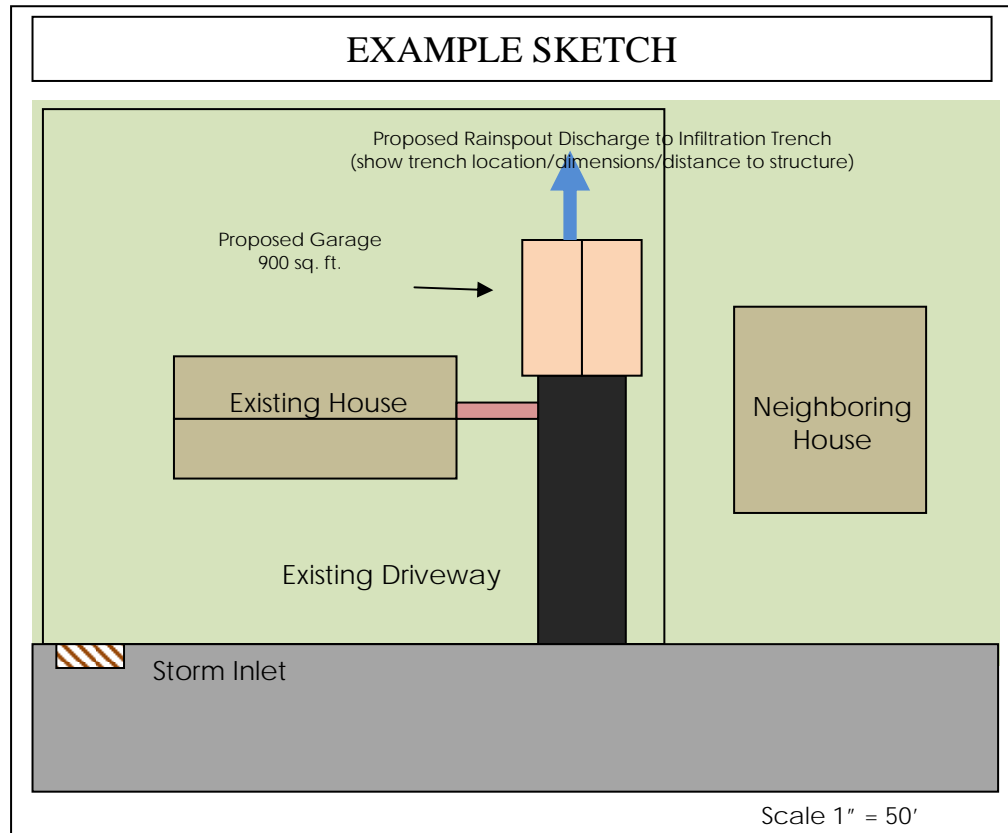 EXAMPLE SKETCH
Proposed Rainspout Discharge to Infiltration Trench
(show trench location/dimensions/distance to structure)
Proposed Garage
900 sq. ft.
Existing House
Neighboring
House
Existing Driveway
Storm Inlet
Scale 1" = 50'